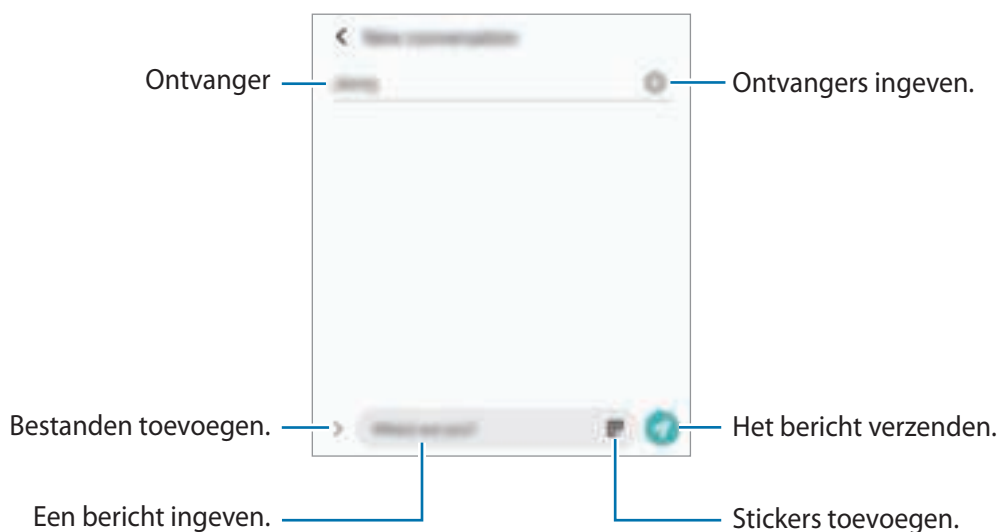 Ontvanger
Ontvangers ingeven.
Bestanden toevoegen.
Het bericht verzenden.
Een bericht ingeven.
Stickers toevoegen.